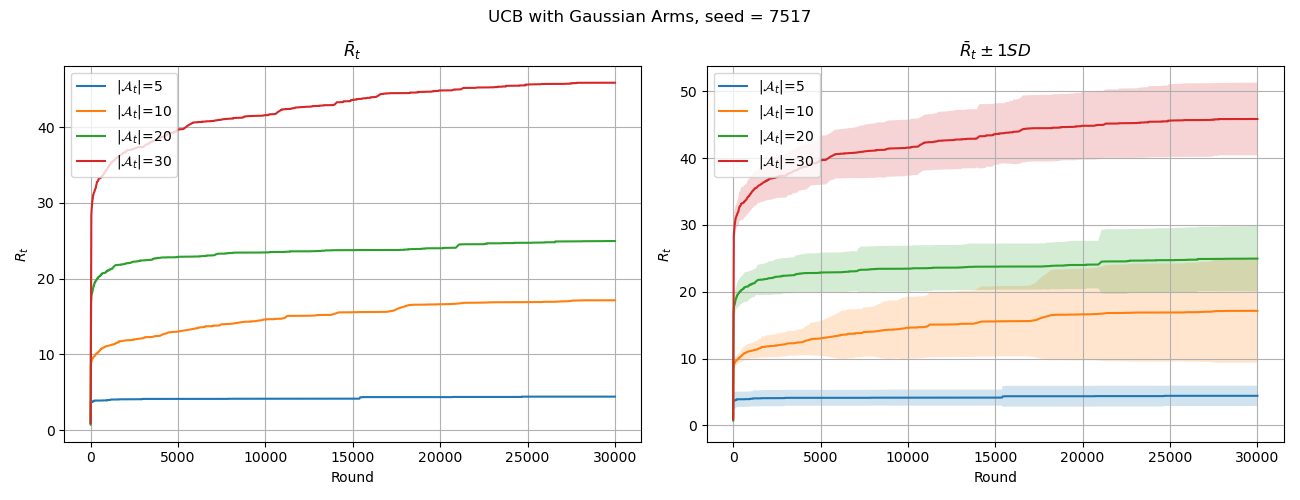 UCB with Gaussian Arms, seed = 7517
R̄ₜ
|𝒜ₜ|=5
|𝒜ₜ|=10
|𝒜ₜ|=20
|𝒜ₜ|=30
Rₜ
40
30
20
10
0
0 5000 10000 15000 20000 25000 30000
Round
R̄ₜ ± 1SD
|𝒜ₜ|=5
|𝒜ₜ|=10
|𝒜ₜ|=20
|𝒜ₜ|=30
Rₜ
50
40
30
20
10
0
0 5000 10000 15000 20000 25000 30000
Round